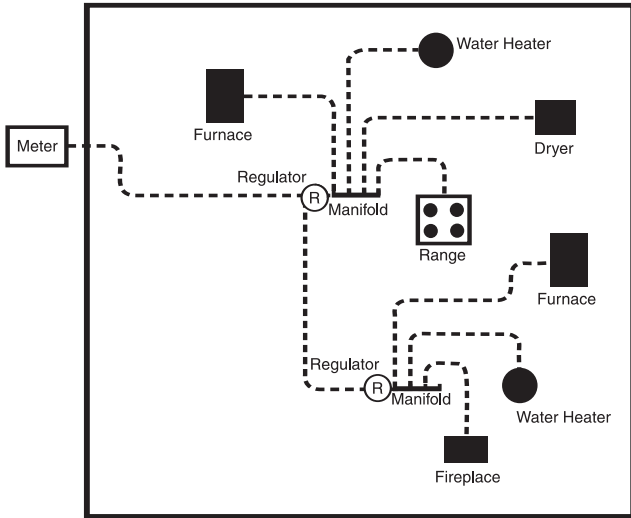 Water Heater
Furnace
Dryer
Meter
Regulator
R
Manifold
Range
Furnace
Regulator
R
Manifold
Water Heater
Fireplace